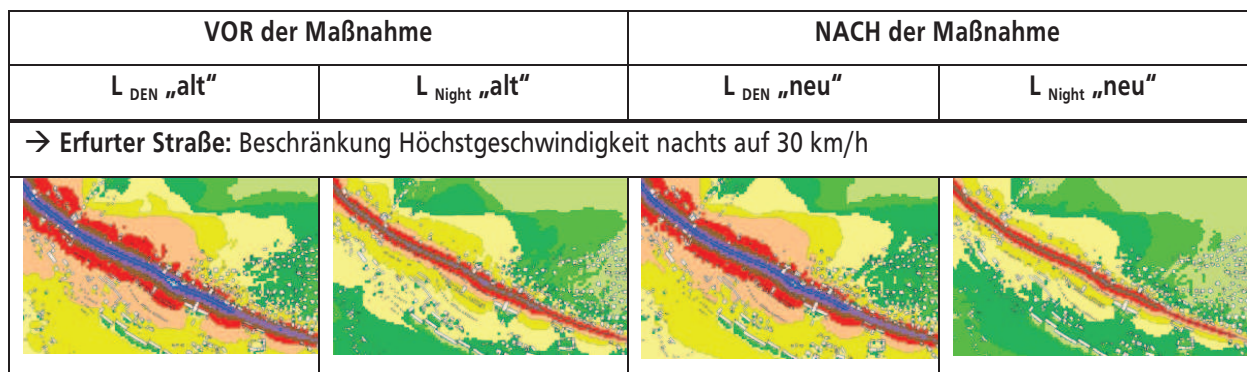 VOR der Maßnahme
NACH der Maßnahme
L DEN „alt“
L Night „alt“
L DEN „neu“
L Night „neu“
→ Erfurter Straße: Beschränkung Höchstgeschwindigkeit nachts auf 30 km/h